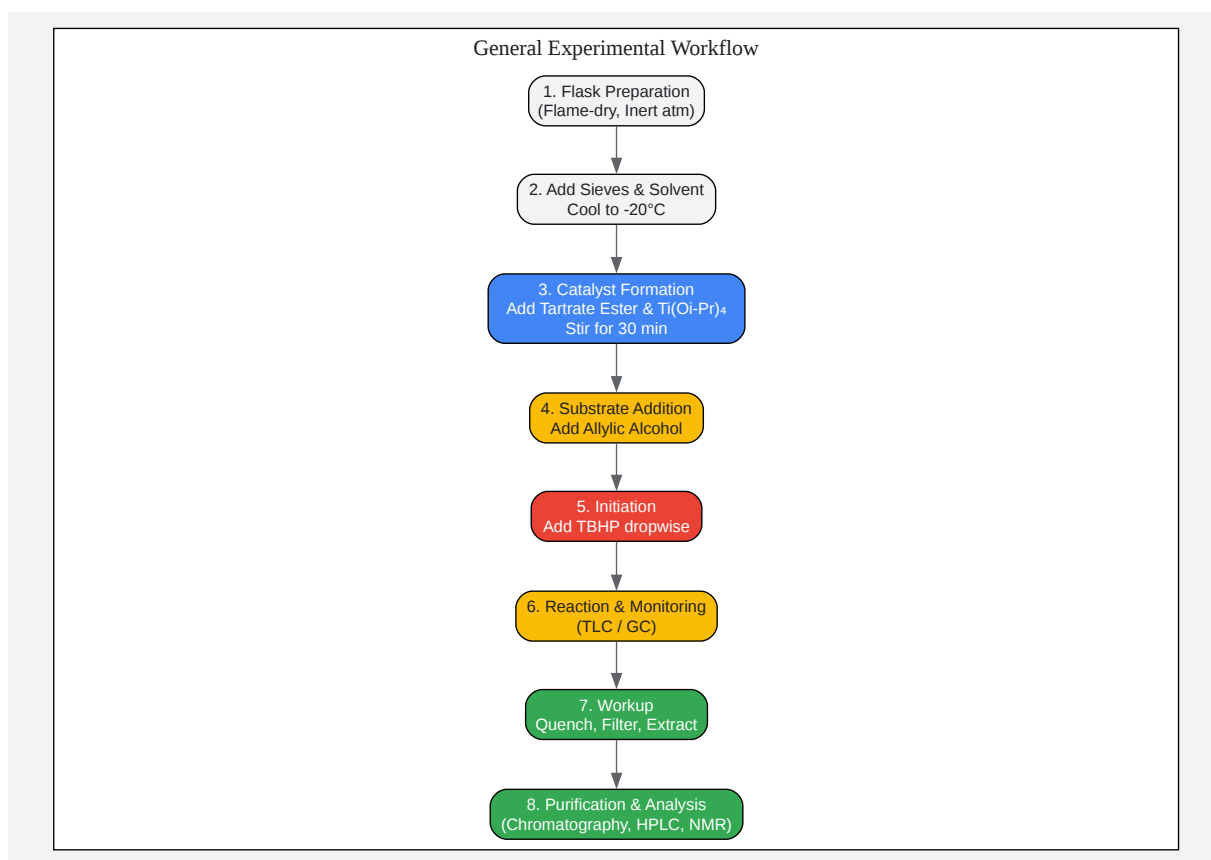 General Experimental Workflow
1. Flask Preparation
(Flame-dry, Inert atm)
2. Add Sieves & Solvent
Cool to -20°C
3. Catalyst Formation
Add Tartrate Ester & Ti(Oi-Pr)₄
Stir for 30 min
4. Substrate Addition
Add Allylic Alcohol
5. Initiation
Add TBHP dropwise
6. Reaction & Monitoring
(TLC / GC)
7. Workup
Quench, Filter, Extract
8. Purification & Analysis
(Chromatography, HPLC, NMR)